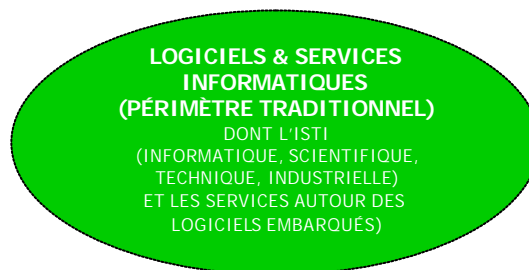 LOGICIELS & SERVICES
INFORMATIQUES
(PÉRIMÈTRE TRADITIONNEL)
DONT L'ISTI
(INFORMATIQUE, SCIENTIFIQUE,
TECHNIQUE, INDUSTRIELLE)
ET LES SERVICES AUTOUR DES
LOGICIELS EMBARQUÉS)